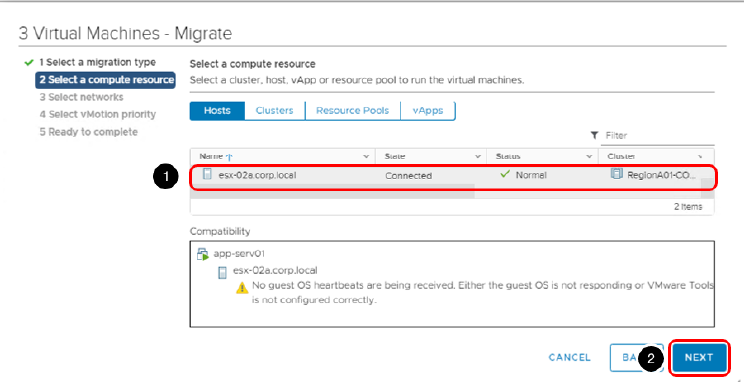 3 Virtual Machines - Migrate
1 Select a migration type
2 Select a compute resource
3 Select networks
4 Select vMotion priority
5 Ready to complete
Select a compute resource
Select a cluster, host, vApp or resource pool to run the virtual machines.
Hosts Clusters Resource Pools vApps
Filter
Name State Status Cluster
1 esx-02a.corp.local Connected Normal RegionA01-CO...
2 items
Compatibility
app-serv01
esx-02a.corp.local
No guest OS heartbeats are being received. Either the guest OS is not responding or VMware Tools
is not configured correctly.
CANCEL BA 2 NEXT